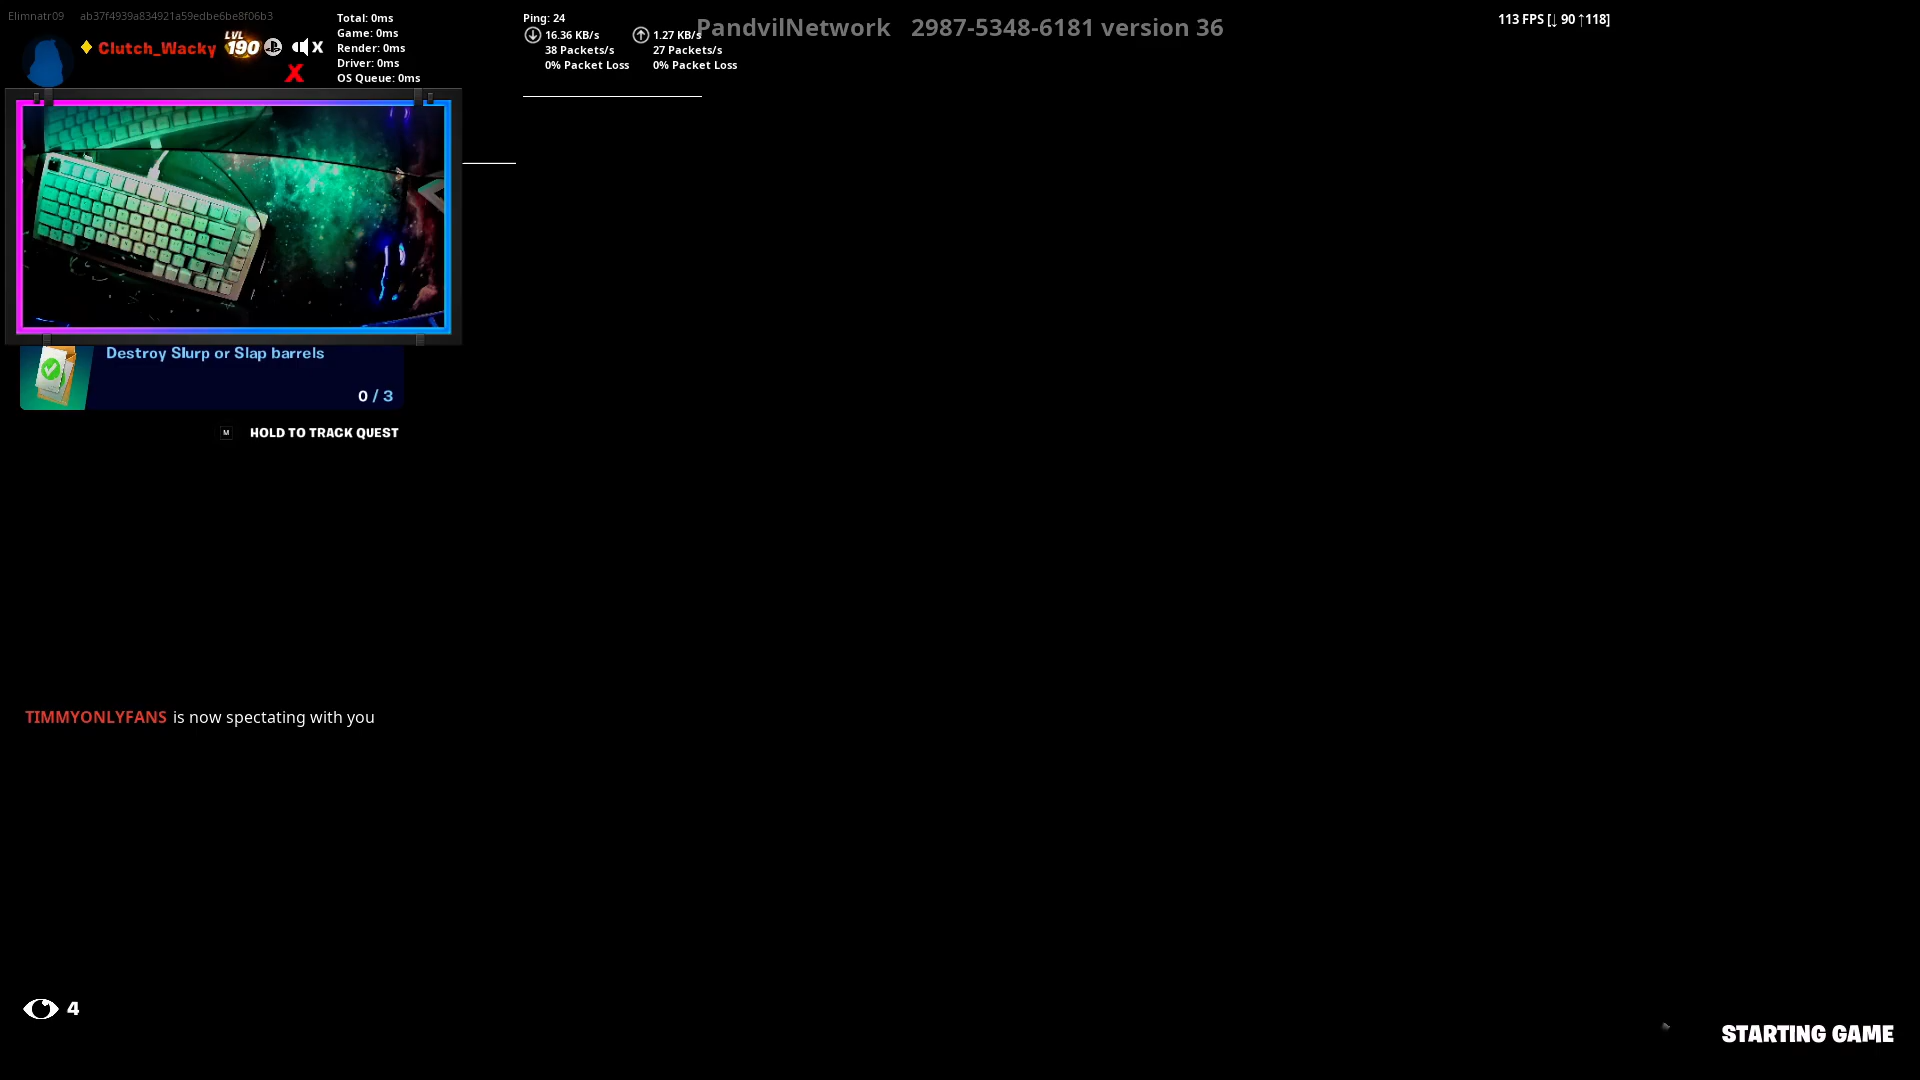 Elimnatr09 ab37f4939a834921a59edbe6be8f06b3
Clutch_Wacky LVL 190 X
X
Total: 0ms
Game: 0ms
Render: 0ms
Driver: 0ms
OS Queue: 0ms
Ping: 24
16.36 KB/s 1.27 KB/s
38 Packets/s 27 Packets/s
0% Packet Loss 0% Packet Loss
PandvilNetwork 2987-5348-6181 version 36
113 FPS [↓ 90 ↑118]
Destroy Slurp or Slap barrels
0 / 3
M HOLD TO TRACK QUEST
TIMMYONLYFANS is now spectating with you
4
STARTING GAME